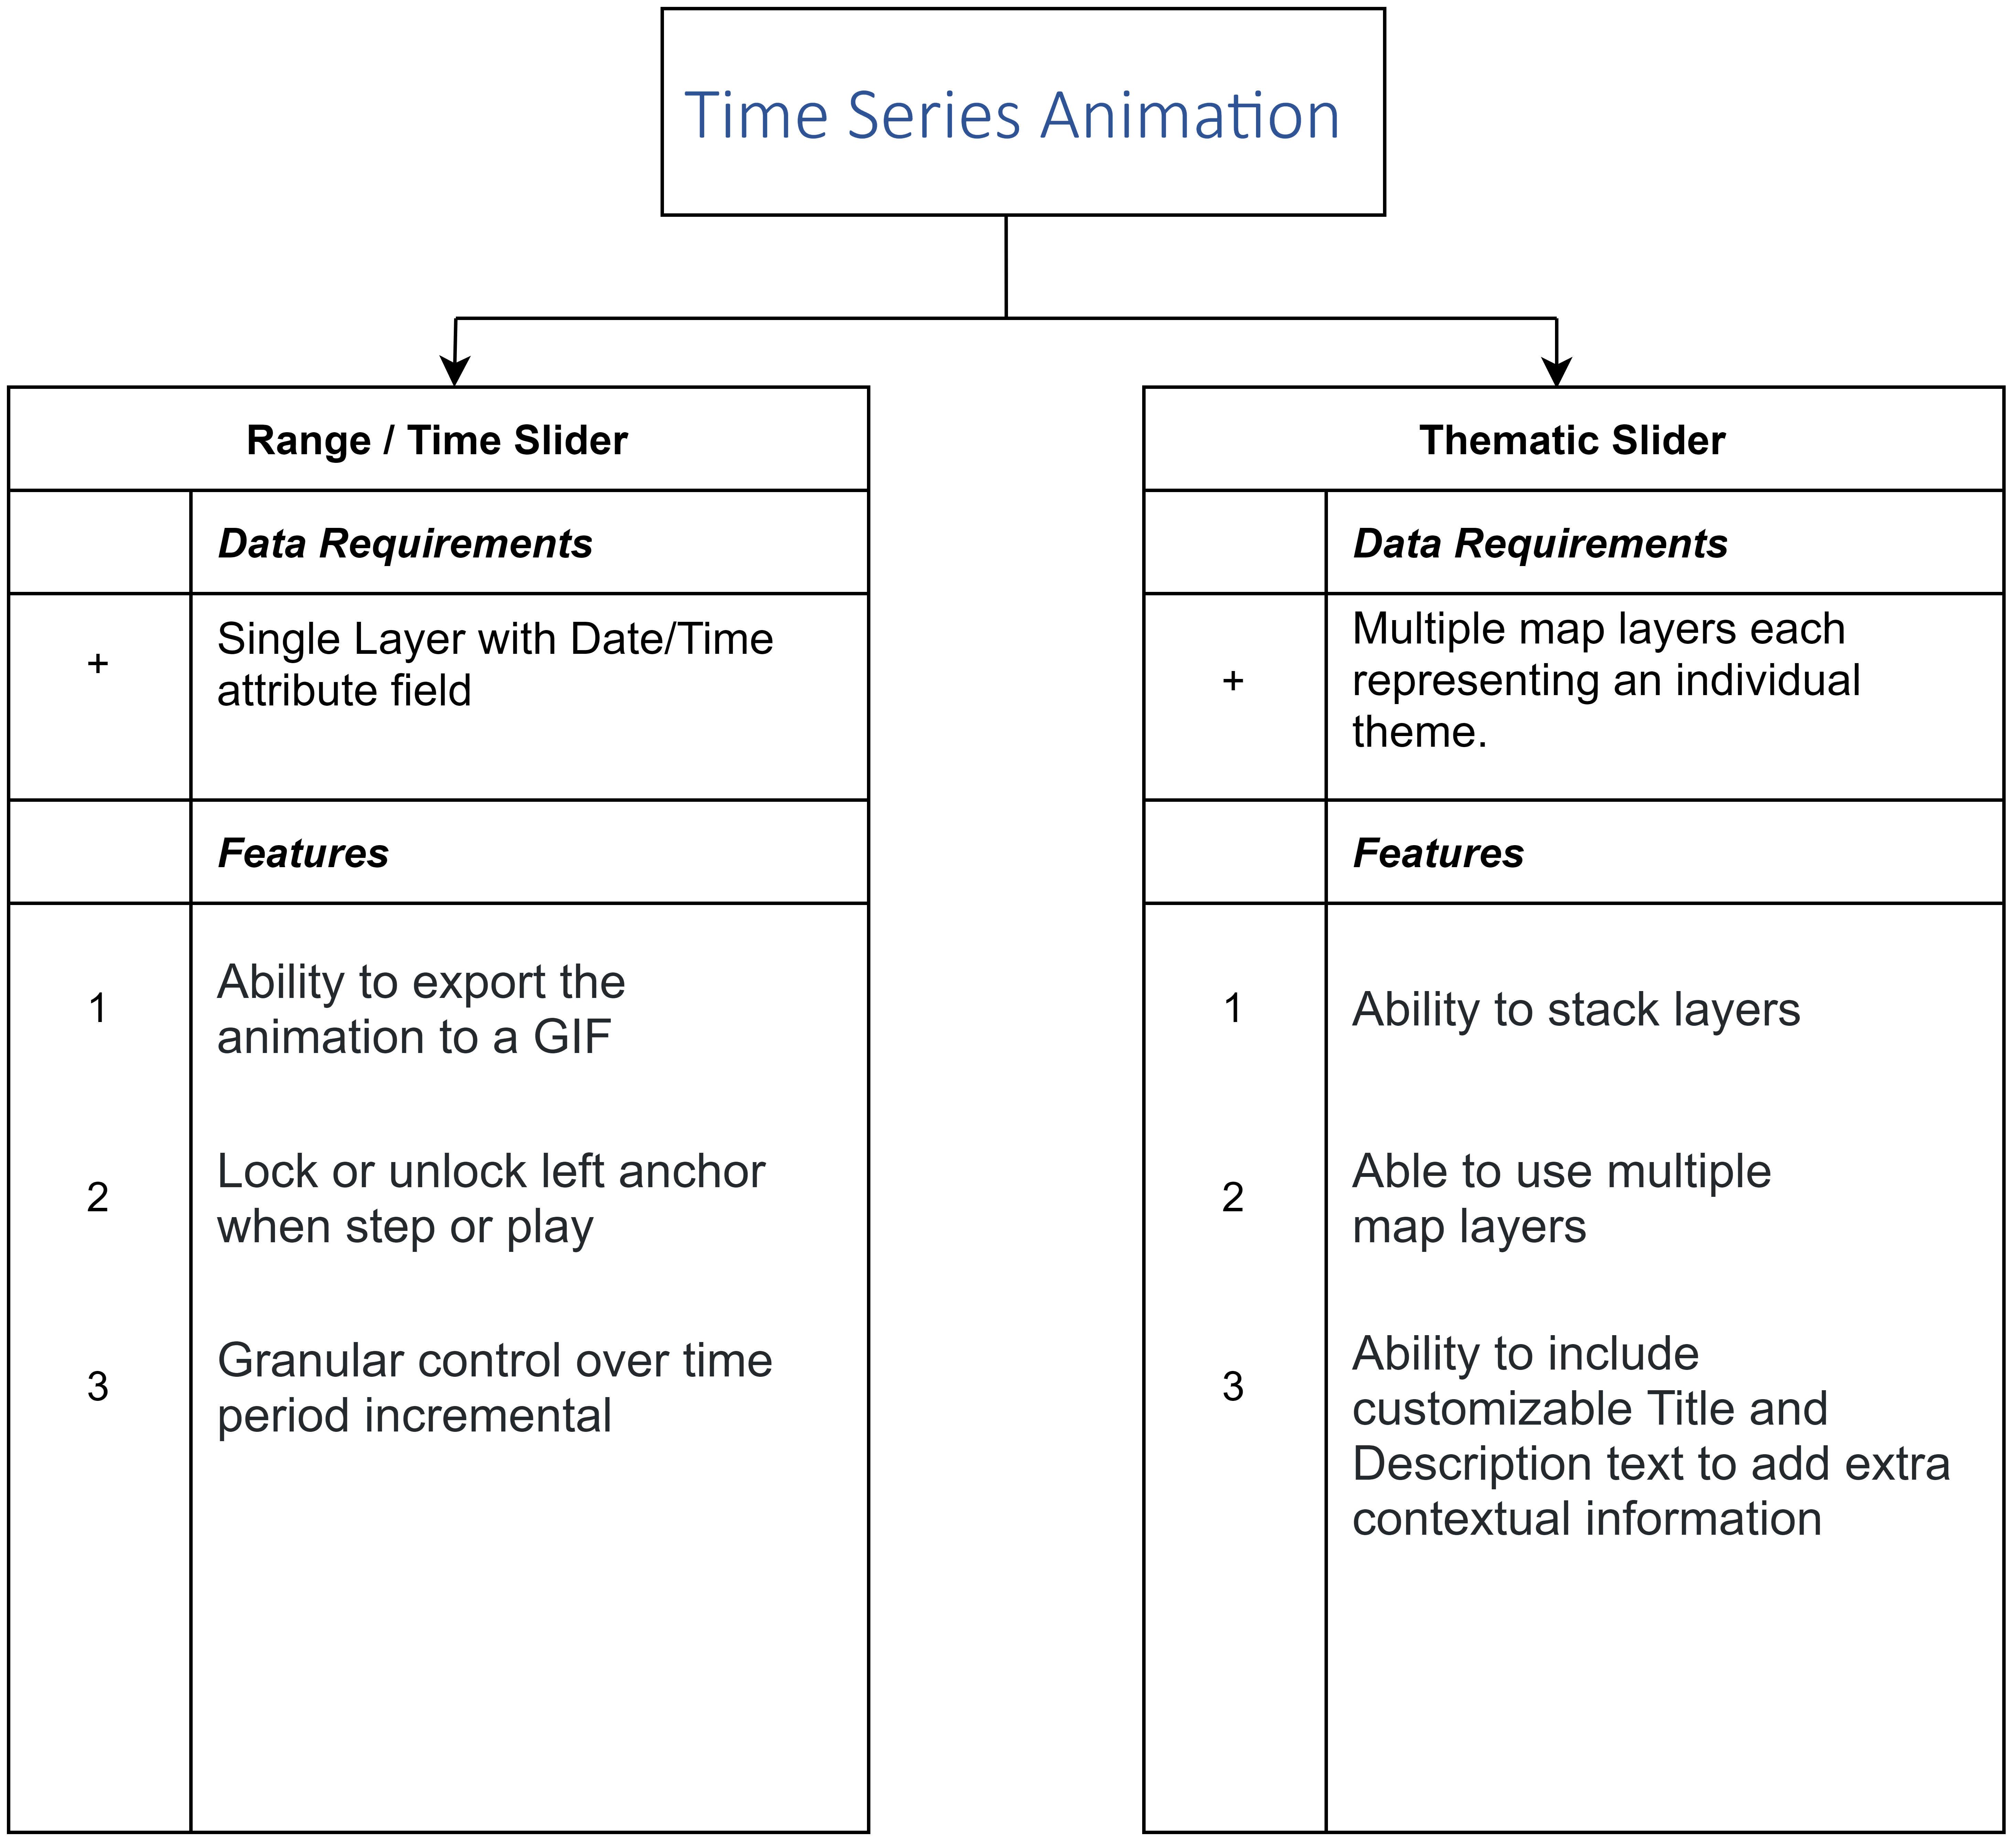 Time Series Animation
Range / Time Slider
Data Requirements
+
Single Layer with Date/Time
attribute field
Features
1
Ability to export the
animation to a GIF
2
Lock or unlock left anchor
when step or play
3
Granular control over time
period incremental
Thematic Slider
Data Requirements
+
Multiple map layers each
representing an individual
theme.
Features
1
Ability to stack layers
2
Able to use multiple
map layers
3
Ability to include
customizable Title and
Description text to add extra
contextual information